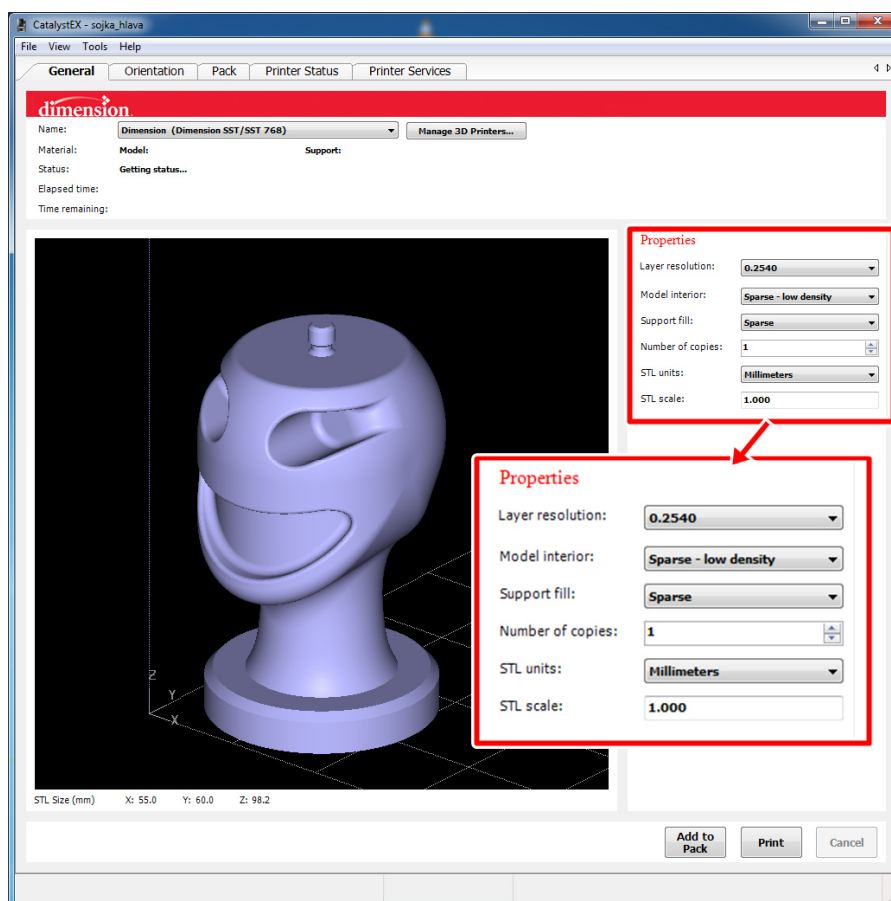 CatalystEX - sojka_hlava
File View Tools Help
General Orientation Pack Printer Status Printer Services
dimension
Name: Dimension (Dimension SST/SST 768) Manage 3D Printers...
Material: Model: Support:
Status: Getting status...
Elapsed time:
Time remaining:
Properties
Layer resolution: 0.2540
Model interior: Sparse - low density
Support fill: Sparse
Number of copies: 1
STL units: Millimeters
STL scale: 1.000
Properties
Layer resolution: 0.2540
Model interior: Sparse - low density
Support fill: Sparse
Number of copies: 1
STL units: Millimeters
STL scale: 1.000
Z
Y
X
STL Size (mm) X: 55.0 Y: 60.0 Z: 98.2
Add to
Pack
Print
Cancel